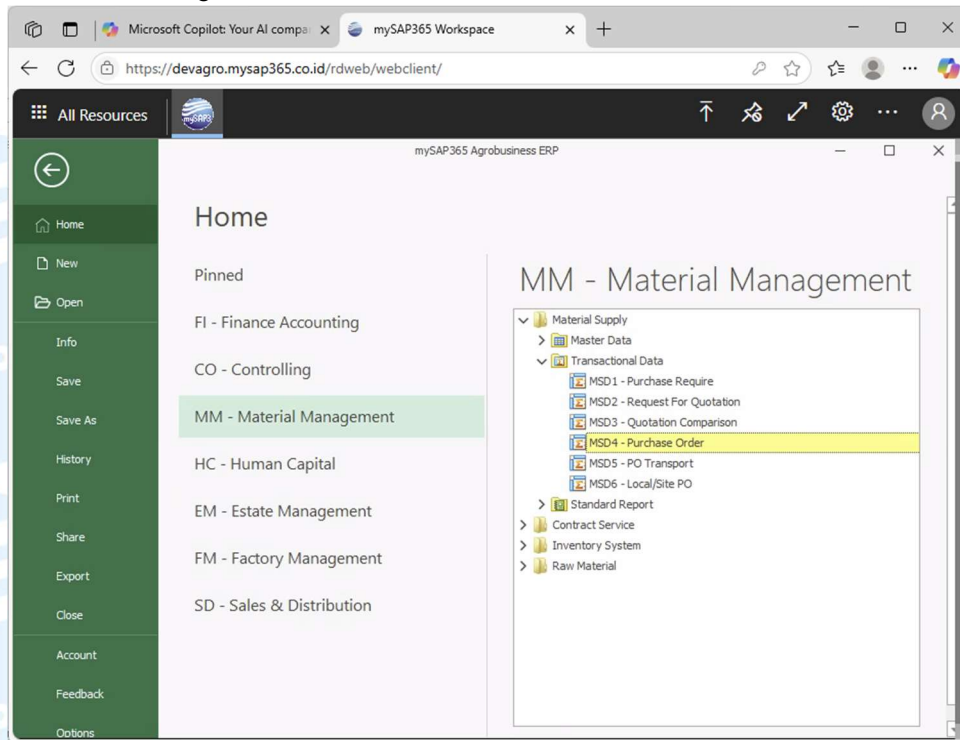 Microsoft Copilot: Your AI compa
mySAP365 Workspace
https://devagro.mysap365.co.id/rdweb/webclient/
All Resources
mySAP365 Agrobusiness ERP
Home
New
Open
Info
Save
Save As
History
Print
Share
Export
Close
Account
Feedback
Options
Home
Pinned
FI - Finance Accounting
CO - Controlling
MM - Material Management
HC - Human Capital
EM - Estate Management
FM - Factory Management
SD - Sales & Distribution
MM - Material Management
Material Supply
Master Data
Transactional Data
MSD1 - Purchase Require
MSD2 - Request For Quotation
MSD3 - Quotation Comparison
MSD4 - Purchase Order
MSD5 - PO Transport
MSD6 - Local/Site PO
Standard Report
Contract Service
Inventory System
Raw Material